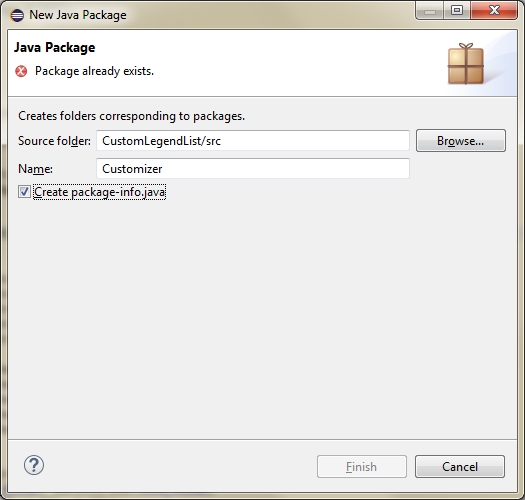 New Java Package
Java Package
Package already exists.
Creates folders corresponding to packages.
Source folder: CustomLegendList/src Browse...
Name: Customizer
Create package-info.java
? Finish Cancel